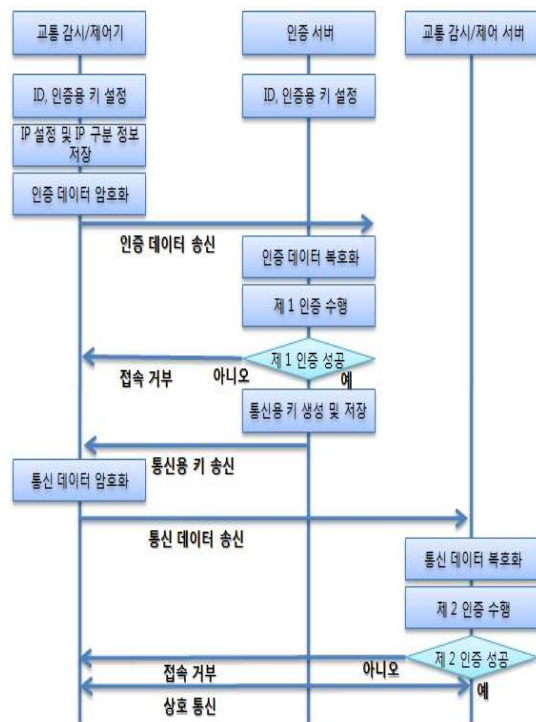 교통 감시/제어기
인증 서버
교통 감시/제어 서버
ID, 인증용 키 설정
ID, 인증용 키 설정
IP 설정 및 IP 구분 정보
저장
인증 데이터 암호화
인증 데이터 송신
인증 데이터 복호화
제 1 인증 수행
제 1 인증 성공
접속 거부
아니오
예
통신용 키 생성 및 저장
통신용 키 송신
통신 데이터 암호화
통신 데이터 송신
통신 데이터 복호화
제 2 인증 수행
제 2 인증 성공
접속 거부
아니오
예
상호 통신